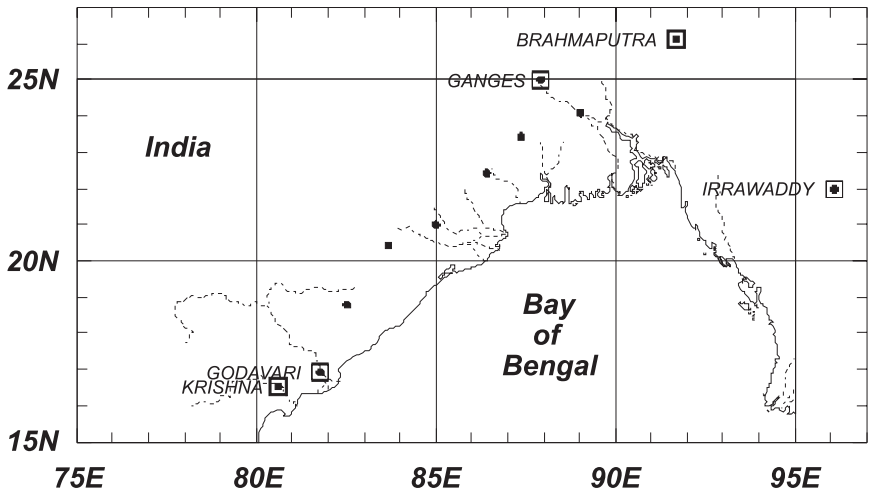 BRAHMAPUTRA
25N
GANGES
India
IRRAWADDY
20N
Bay
of
Bengal
GODAVARI
KRISHNA
15N
75E 80E 85E 90E 95E